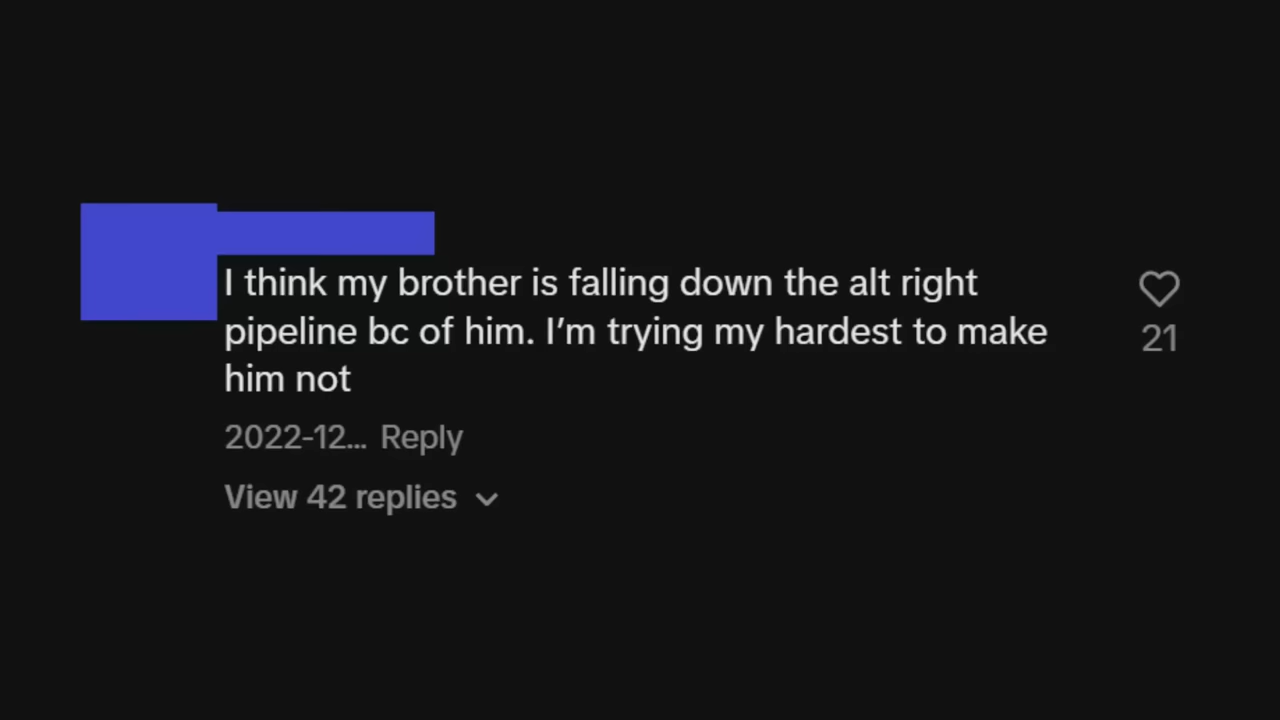 I think my brother is falling down the alt right
pipeline bc of him. I’m trying my hardest to make
him not
21
2022-12... Reply
View 42 replies